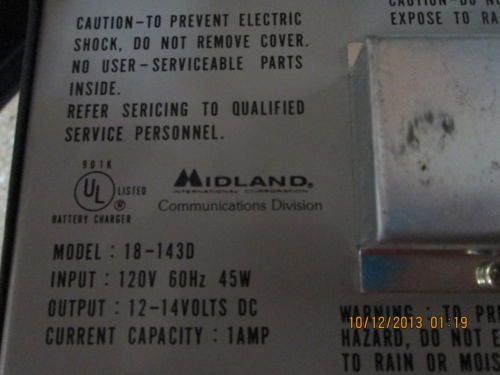 CAUTION-TO PREVENT ELECTRIC
SHOCK, DO NOT REMOVE COVER.
NO USER-SERVICEABLE PARTS
INSIDE.
REFER SERICING TO QUALIFIED
SERVICE PERSONNEL.
EXPOSE TO
901K
UL LISTED
®
BATTERY CHARGER
MIDLAND®
INTERNATIONAL CORPORATION
Communications Division
MODEL : 18-143D
INPUT : 120V 60Hz 45W
OUTPUT : 12-14VOLTS DC
CURRENT CAPACITY : 1AMP
WARNING : TO
HAZARD, DO NOT
TO RAIN OR
10/12/2013 01:19